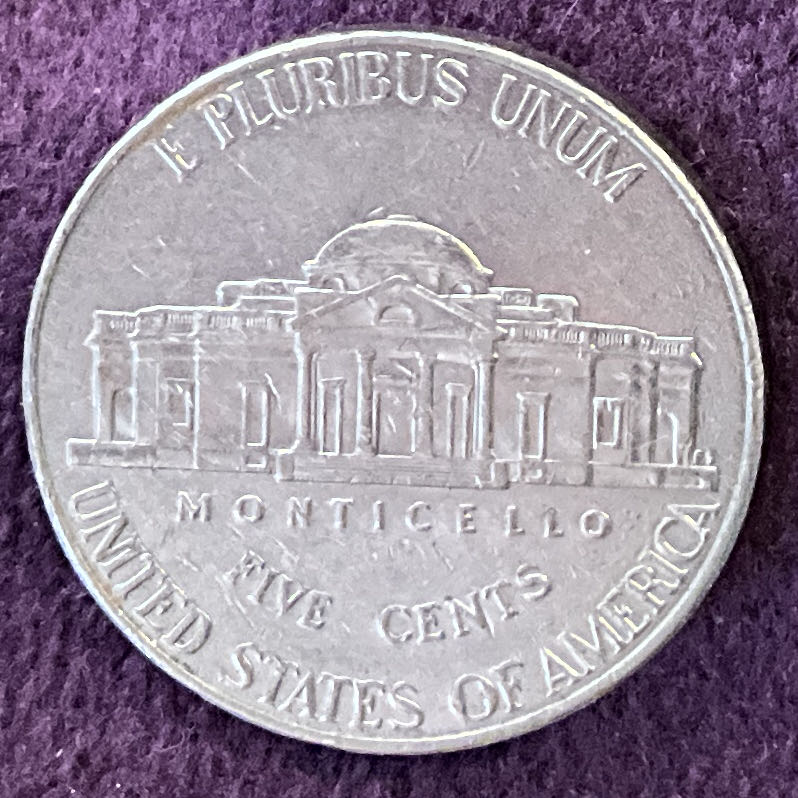 E PLURIBUS UNUM
MONTICELLO
FIVE CENTS
UNITED STATES OF AMERICA